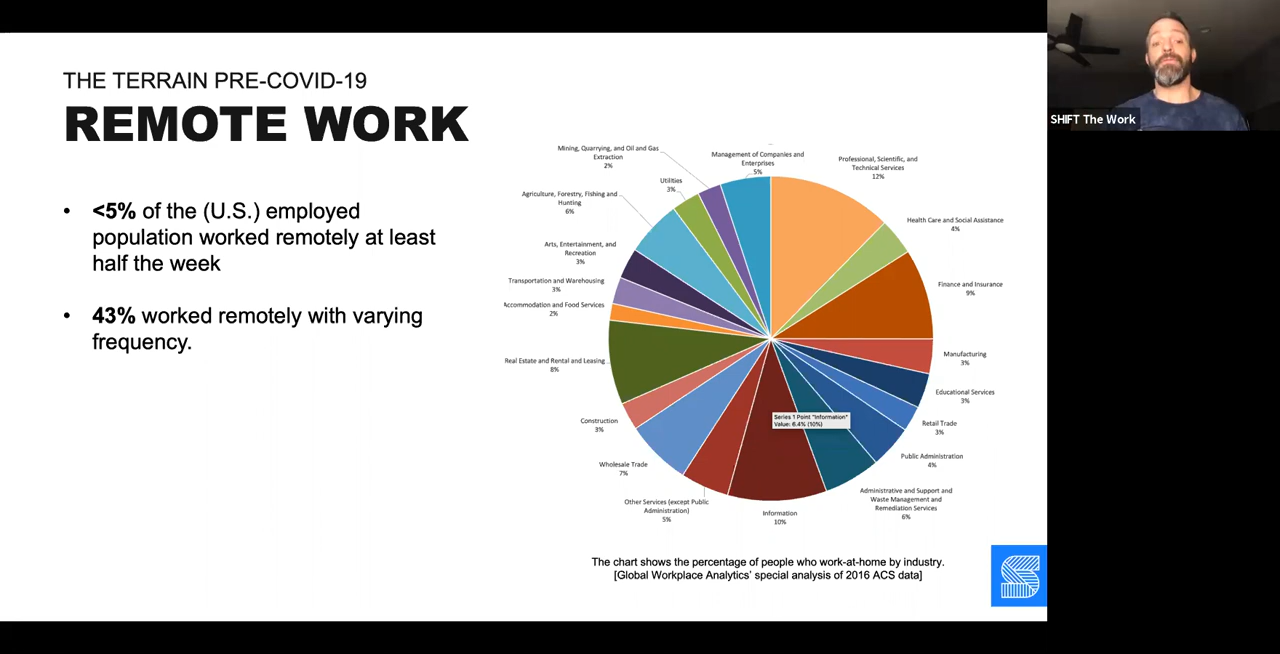 THE TERRAIN PRE-COVID-19
REMOTE WORK
• <5% of the (U.S.) employed
population worked remotely at least
half the week
• 43% worked remotely with varying
frequency.
Mining, Quarrying, and Oil and Gas
Extraction
2%
Management of Companies and
Enterprises
5%
Professional, Scientific, and
Technical Services
12%
Utilities
3%
Agriculture, Forestry, Fishing and
Hunting
6%
Health Care and Social Assistance
4%
Arts, Entertainment, and
Recreation
3%
Transportation and Warehousing
3%
Finance and Insurance
9%
Accommodation and Food Services
2%
Manufacturing
3%
Real Estate and Rental and Leasing
8%
Educational Services
3%
Series 1 Point "Information"
Value: 6.4% (10%)
Construction
3%
Retail Trade
3%
Public Administration
4%
Wholesale Trade
7%
Administrative and Support and
Waste Management and
Remediation Services
6%
Other Services (except Public
Administration)
5%
Information
10%
The chart shows the percentage of people who work-at-home by industry.
[Global Workplace Analytics' special analysis of 2016 ACS data]
S
SHIFT The Work